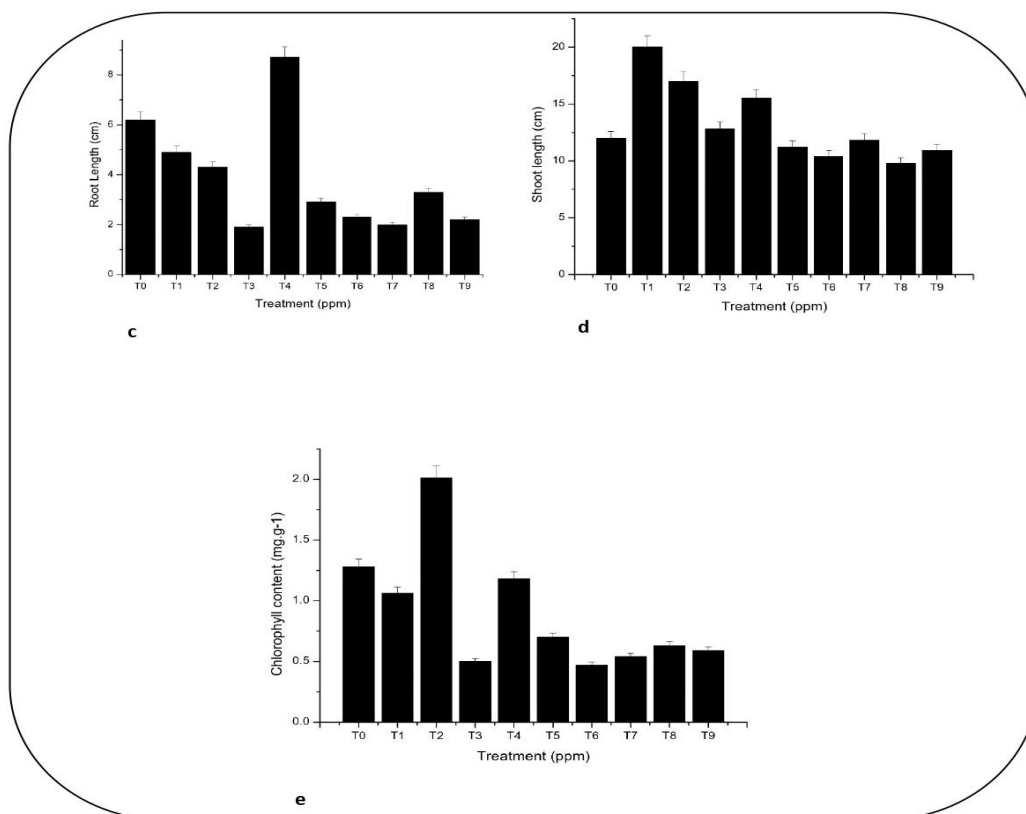 Root Length (cm)
8
6
4
2
0
T0 T1 T2 T3 T4 T5 T6 T7 T8 T9
Treatment (ppm)
c
Shoot length (cm)
20
15
10
5
0
T0 T1 T2 T3 T4 T5 T6 T7 T8 T9
Treatment (ppm)
d
Chlorophyll content (mg.g-1)
2.0
1.5
1.0
0.5
0.0
T0 T1 T2 T3 T4 T5 T6 T7 T8 T9
Treatment (ppm)
e